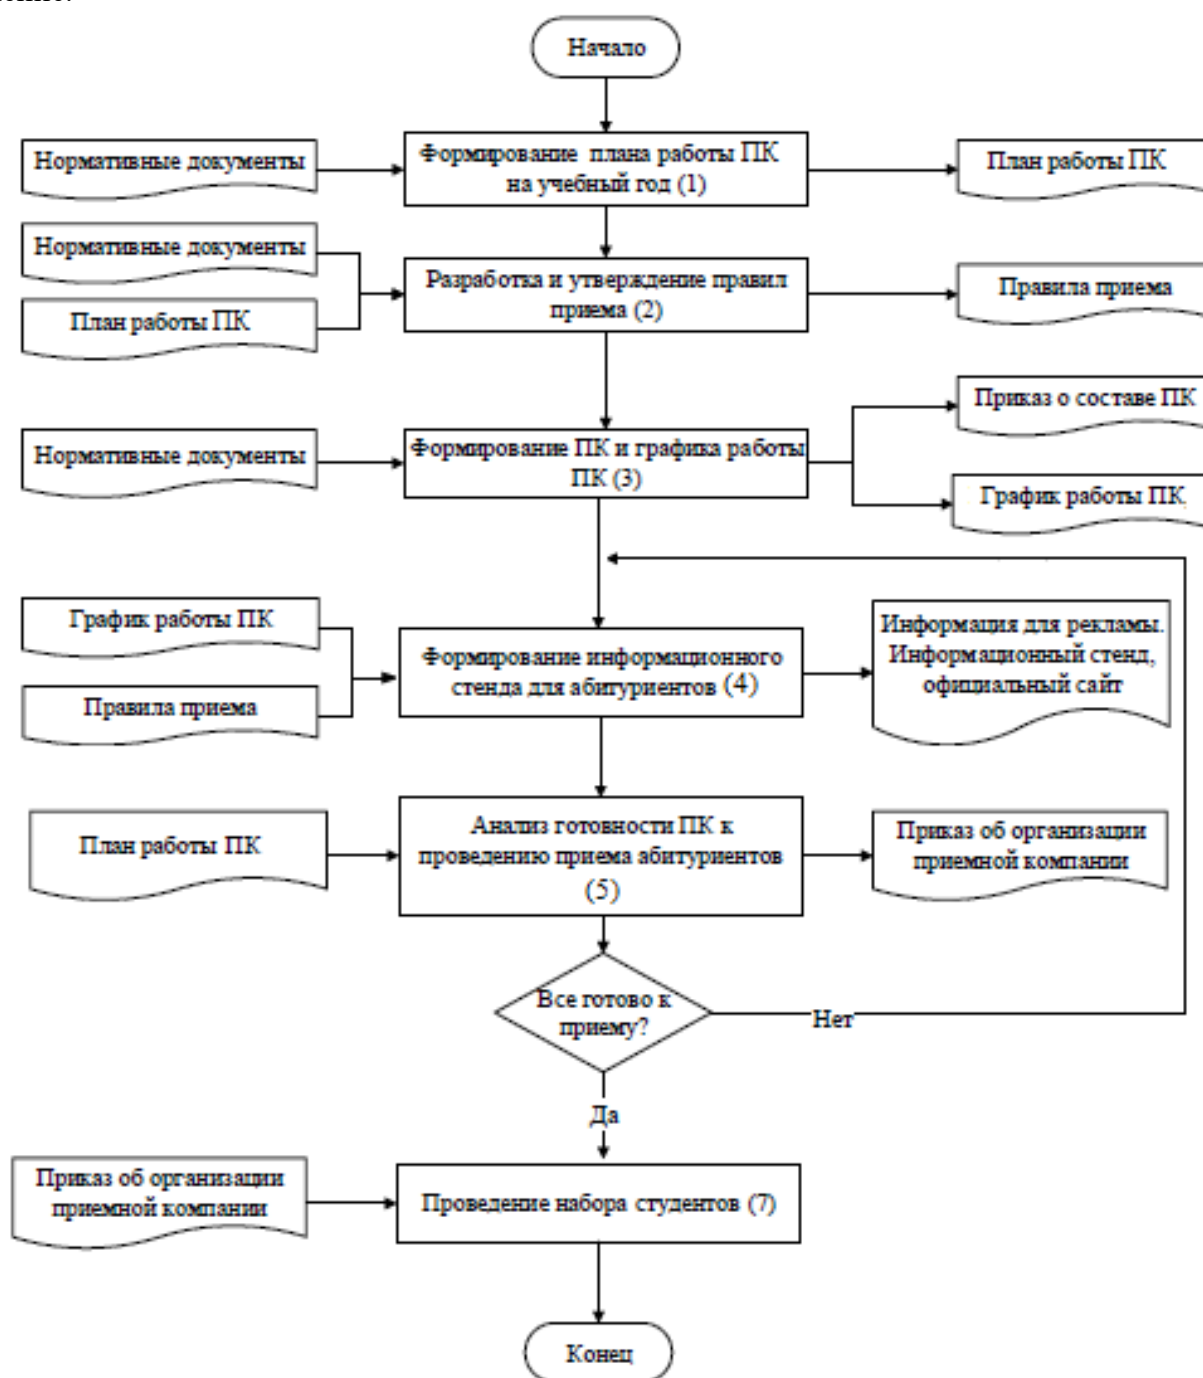 Начало
Нормативные документы
Формирование плана работы ПК
на учебный год (1)
План работы ПК
Нормативные документы
План работы ПК
Разработка и утверждение правил
приема (2)
Правила приема
Нормативные документы
Формирование ПК и графика работы
ПК (3)
Приказ о составе ПК
График работы ПК
График работы ПК
Правила приема
Формирование информационного
стенда для абитуриентов (4)
Информация для рекламы.
Информационный стенд,
официальный сайт
План работы ПК
Анализ готовности ПК к
проведению приема абитуриентов
(5)
Приказ об организации
приемной компании
Все готово к
приему?
Нет
Да
Приказ об организации
приемной компании
Проведение набора студентов (7)
Конец